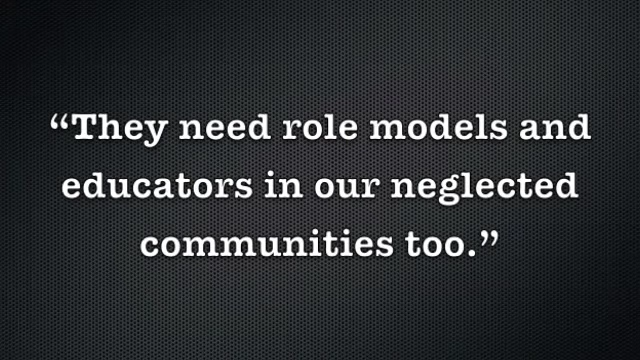 “They need role models and
educators in our neglected
communities too.”